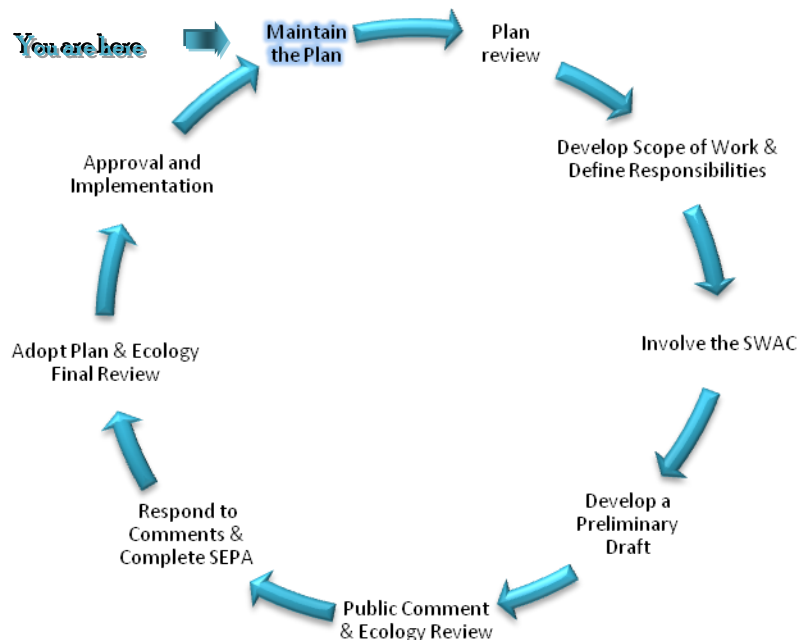 You are here
Maintain
the Plan
Plan
review
Develop Scope of Work &
Define Responsibilities
Involve the SWAC
Develop a
Preliminary
Draft
Public Comment
& Ecology Review
Respond to
Comments &
Complete SEPA
Adopt Plan & Ecology
Final Review
Approval and
Implementation